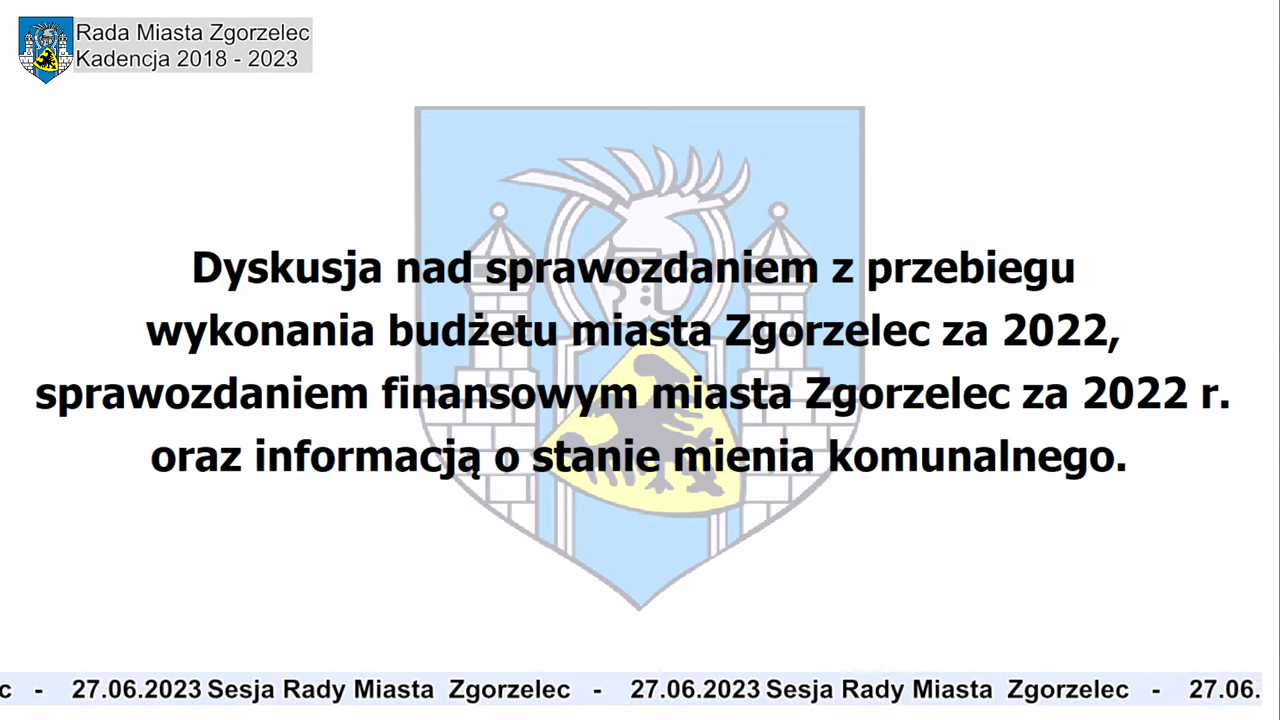 Rada Miasta Zgorzelec
Kadencja 2018 - 2023
Dyskusja nad sprawozdaniem z przebiegu
wykonania budżetu miasta Zgorzelec za 2022,
sprawozdaniem finansowym miasta Zgorzelec za 2022 r.
oraz informacją o stanie mienia komunalnego.
c - 27.06.2023 Sesja Rady Miasta Zgorzelec - 27.06.2023 Sesja Rady Miasta Zgorzelec - 27.06.